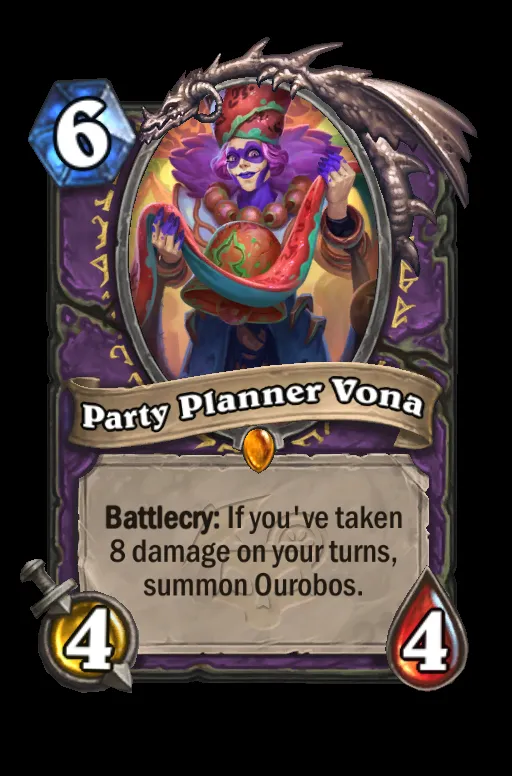 6
Party Planner Vona
Battlecry: If you've taken
8 damage on your turns,
summon Ourobos.
4
4